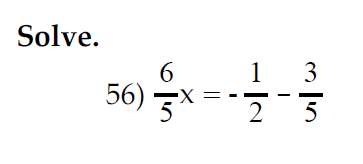 Solve.
56) 6/5 x = - 1/2 - 3/5